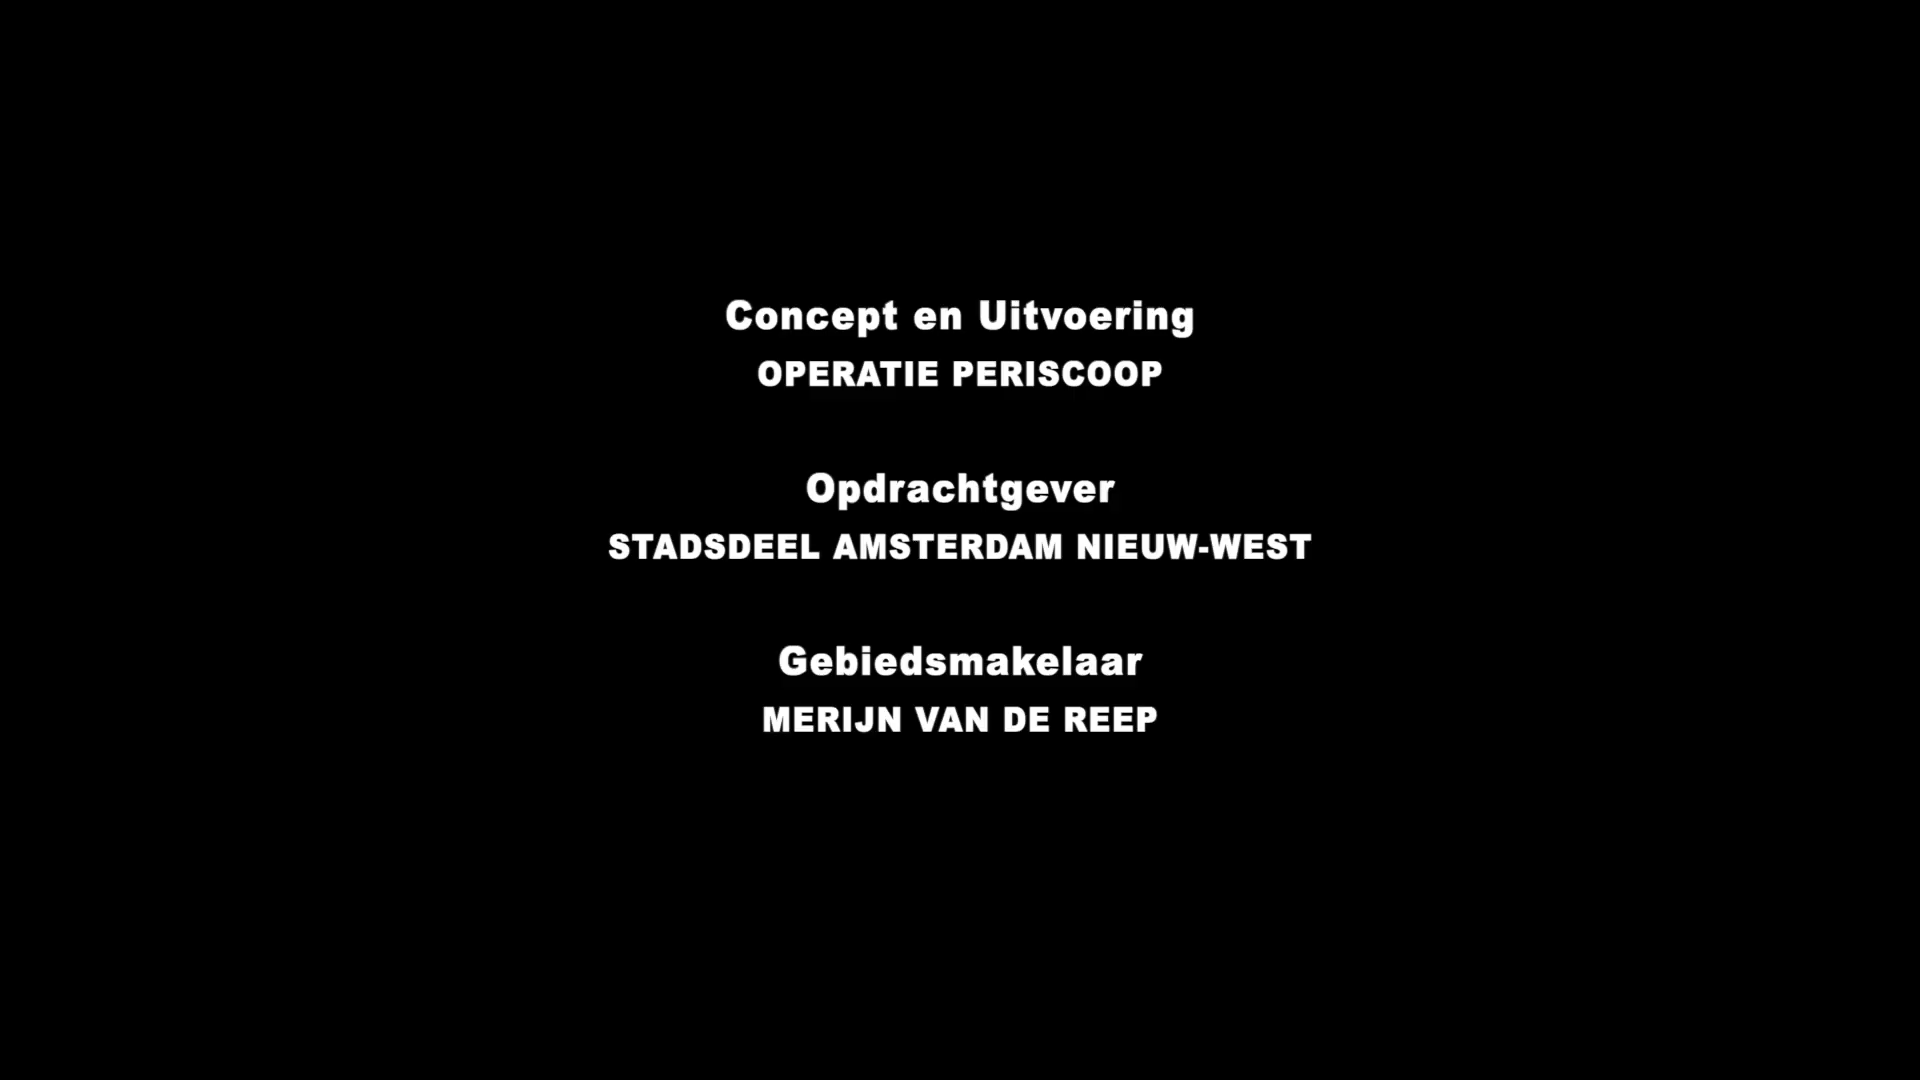 Concept en Uitvoering
OPERATIE PERISCOOP
Opdrachtgever
STADSDEEL AMSTERDAM NIEUW-WEST
Gebiedsmakelaar
MERIJN VAN DE REEP